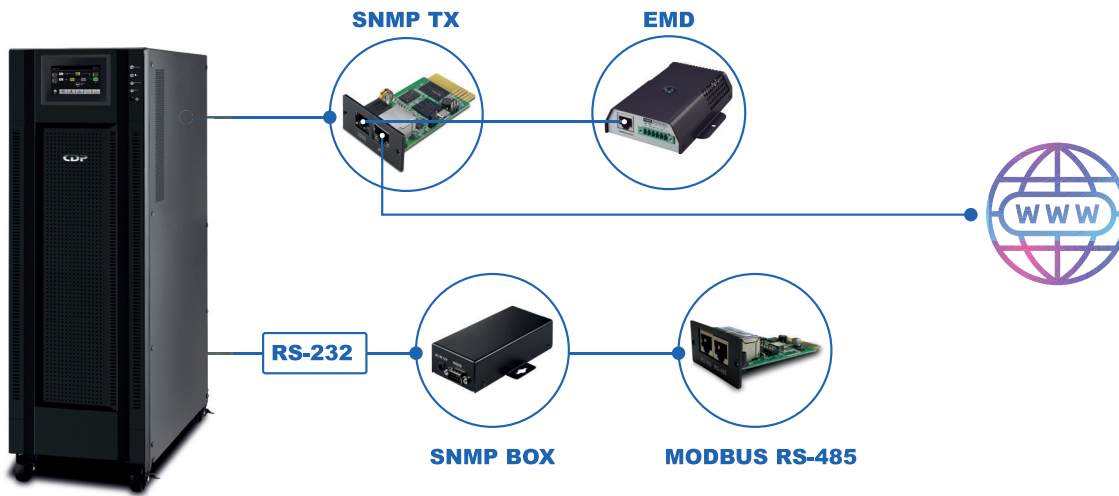 SNMP TX
EMD
CDP
WWW
RS-232
SNMP BOX
MODBUS RS-485